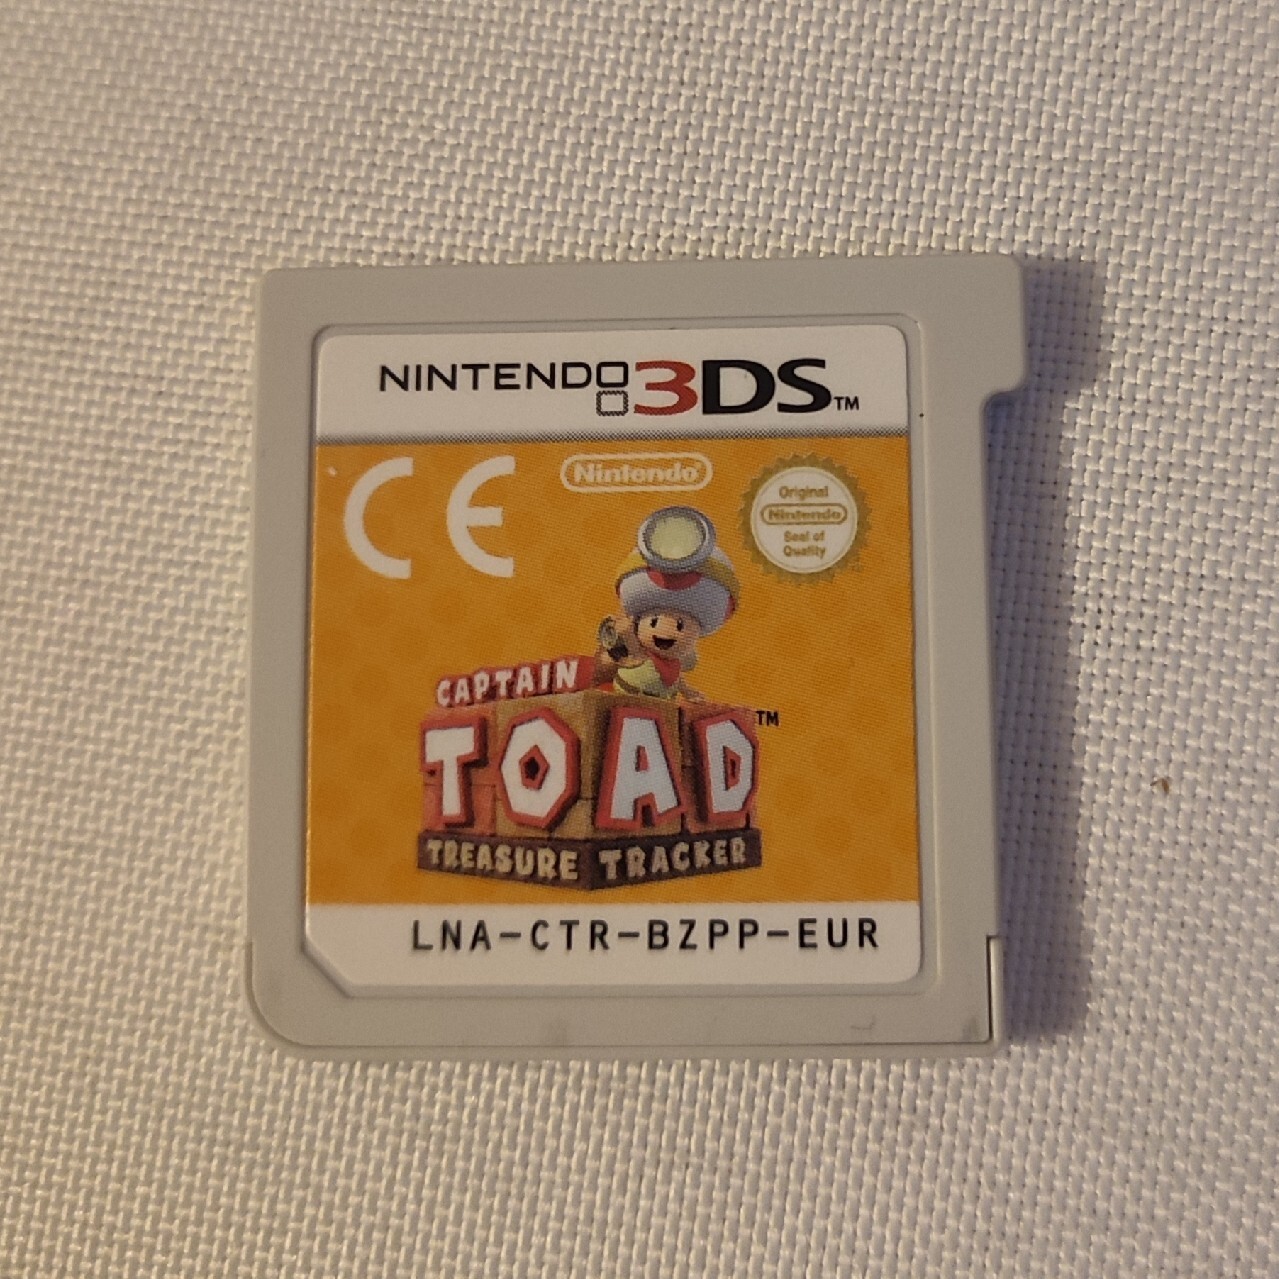 NINTENDO 3DS™
CE
Nintendo®
Original
Nintendo
Seal of
Quality
CAPTAIN
TOAD™
TREASURE TRACKER
LNA-CTR-BZPP-EUR